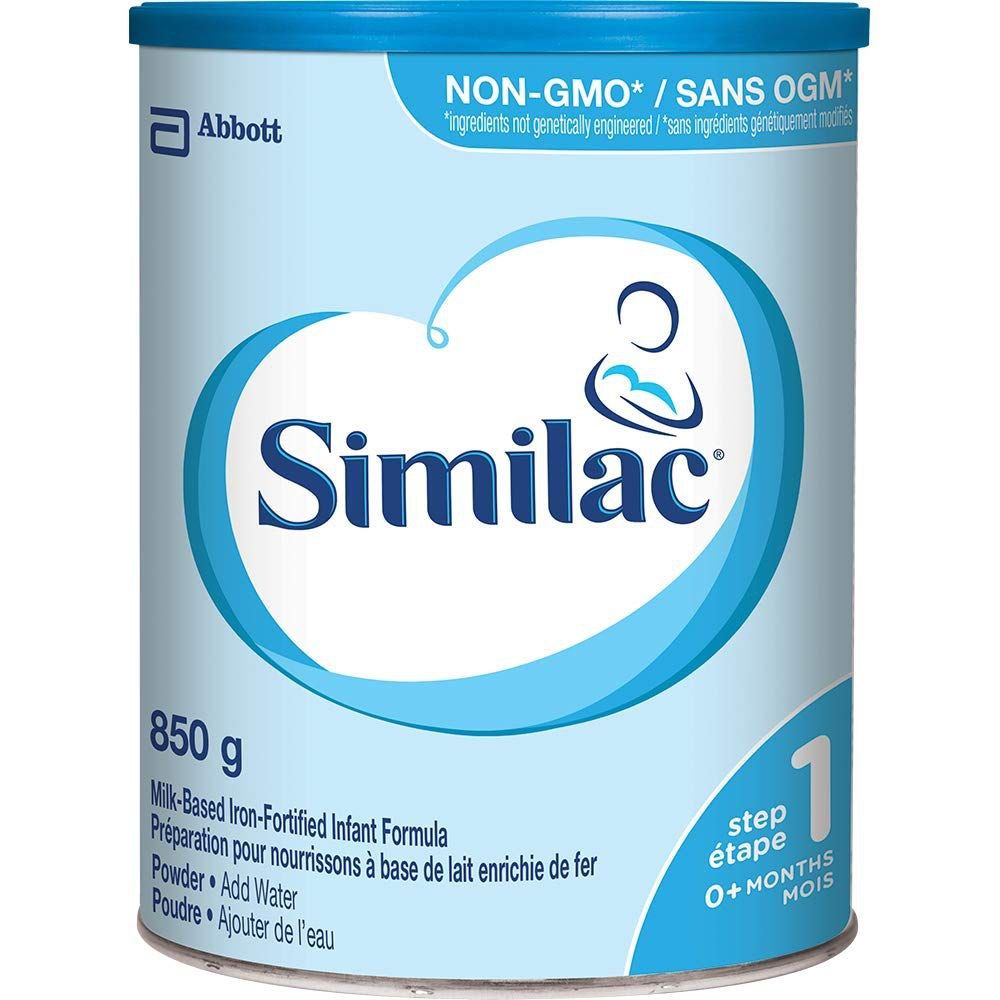 Abbott
NON-GMO* / SANS OGM*
*ingredients not genetically engineered / *sans ingrédients génétiquement modifiés
Similac®
850 g
Milk-Based Iron-Fortified Infant Formula
Préparation pour nourrissons à base de lait enrichie de fer
Powder • Add Water
Poudre • Ajouter de l'eau
step 1
étape
0+ MONTHS
MOIS